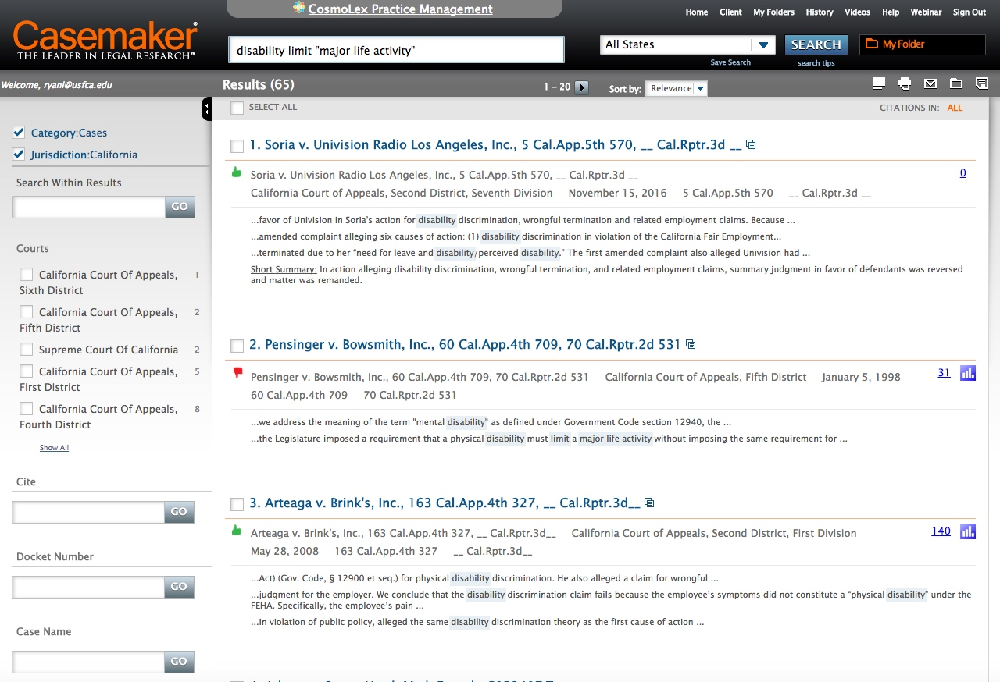 CosmoLex Practice Management
Home Client My Folders History Videos Help Webinar Sign Out
Casemaker®
THE LEADER IN LEGAL RESEARCH™
disability limit "major life activity"
All States
SEARCH
My Folder
Save Search
search tips
Welcome, ryanl@usfca.edu
Results (65)
1 - 20
Sort by: Relevance
SELECT ALL
CITATIONS IN: ALL
Category:Cases
Jurisdiction:California
Search Within Results
GO
Courts
California Court Of Appeals, 1
Sixth District
California Court Of Appeals, 2
Fifth District
Supreme Court Of California 2
California Court Of Appeals, 5
First District
California Court Of Appeals, 8
Fourth District
Show All
Cite
GO
Docket Number
GO
Case Name
GO
1. Soria v. Univision Radio Los Angeles, Inc., 5 Cal.App.5th 570, __ Cal.Rptr.3d __
Soria v. Univision Radio Los Angeles, Inc., 5 Cal.App.5th 570, __ Cal.Rptr.3d __
0
California Court of Appeals, Second District, Seventh Division November 15, 2016 5 Cal.App.5th 570 __ Cal.Rptr.3d __
...favor of Univision in Soria's action for disability discrimination, wrongful termination and related employment claims. Because ...
...amended complaint alleging six causes of action: (1) disability discrimination in violation of the California Fair Employment...
...terminated due to her “need for leave and disability/perceived disability.” The first amended complaint also alleged Univision had ...
Short Summary: In action alleging disability discrimination, wrongful termination, and related employment claims, summary judgment in favor of defendants was reversed
and matter was remanded.
2. Pensinger v. Bowsmith, Inc., 60 Cal.App.4th 709, 70 Cal.Rptr.2d 531
Pensinger v. Bowsmith, Inc., 60 Cal.App.4th 709, 70 Cal.Rptr.2d 531 California Court of Appeals, Fifth District January 5, 1998
31
60 Cal.App.4th 709 70 Cal.Rptr.2d 531
...we address the meaning of the term "mental disability" as defined under Government Code section 12940, the ...
...the Legislature imposed a requirement that a physical disability must limit a major life activity without imposing the same requirement for ...
3. Arteaga v. Brink's, Inc., 163 Cal.App.4th 327, __ Cal.Rptr.3d__
Arteaga v. Brink's, Inc., 163 Cal.App.4th 327, __ Cal.Rptr.3d__ California Court of Appeals, Second District, First Division
140
May 28, 2008 163 Cal.App.4th 327 __ Cal.Rptr.3d__
...Act) (Gov. Code, § 12900 et seq.) for physical disability discrimination. He also alleged a claim for wrongful ...
...judgment for the employer. We conclude that the disability discrimination claim fails because the employee’s symptoms did not constitute a “physical disability” under the
FEHA. Specifically, the employee’s pain ...
...in violation of public policy, alleged the same disability discrimination theory as the first cause of action ...